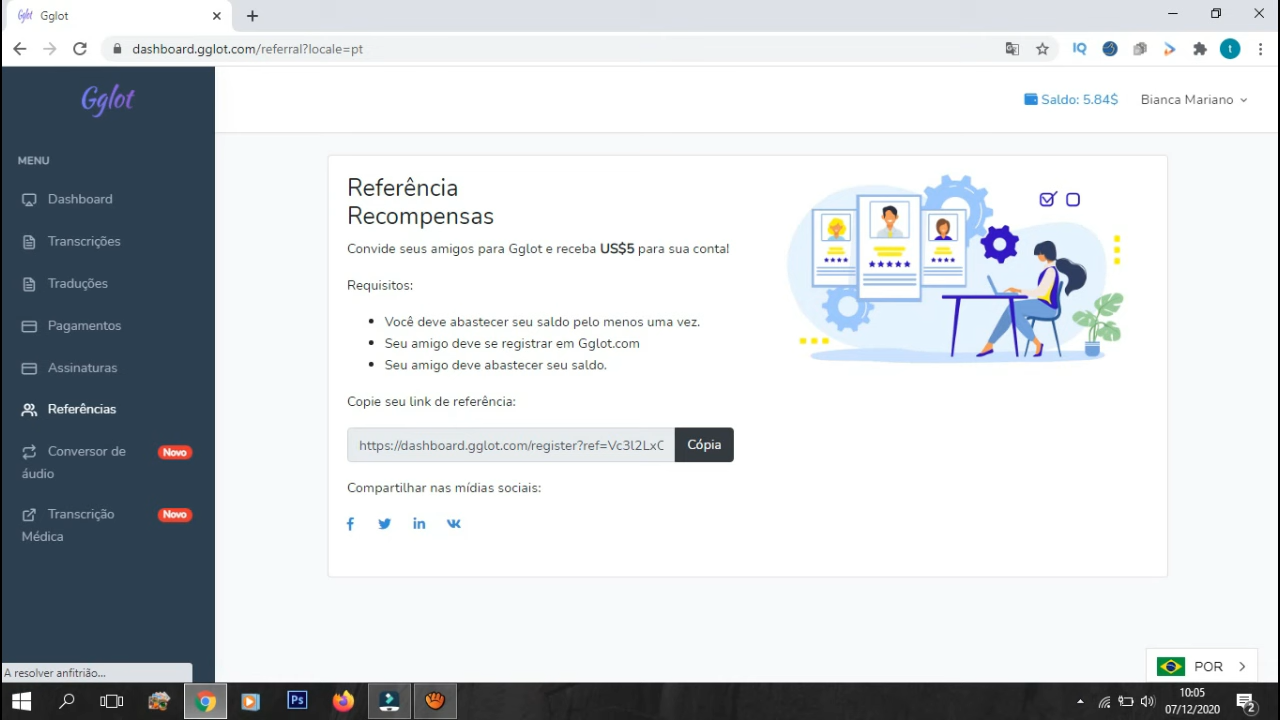 Gglot
dashboard.gglot.com/referral?locale=pt
IQ
t
Gglot
Saldo: 5.84$
Bianca Mariano
MENU
Dashboard
Transcrições
Traduções
Pagamentos
Assinaturas
Referências
Conversor de
áudio
Novo
Transcrição
Médica
Novo
Referência
Recompensas
Convide seus amigos para Gglot e receba US$5 para sua conta!
Requisitos:
Você deve abastecer seu saldo pelo menos uma vez.
Seu amigo deve se registrar em Gglot.com
Seu amigo deve abastecer seu saldo.
Copie seu link de referência:
https://dashboard.gglot.com/register?ref=Vc3l2LxC
Cópia
Compartilhar nas mídias sociais:
A resolver anfitrião...
POR
Ps
10:05
07/12/2020
2